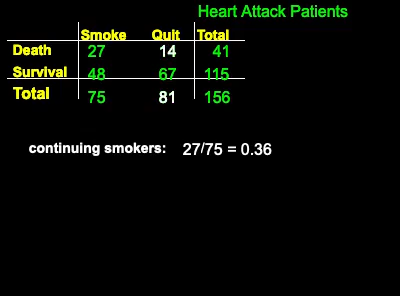 Heart Attack Patients
Smoke Quit Total
Death 27 14 41
Survival 48 67 115
Total 75 81 156
continuing smokers: 27/75 = 0.36